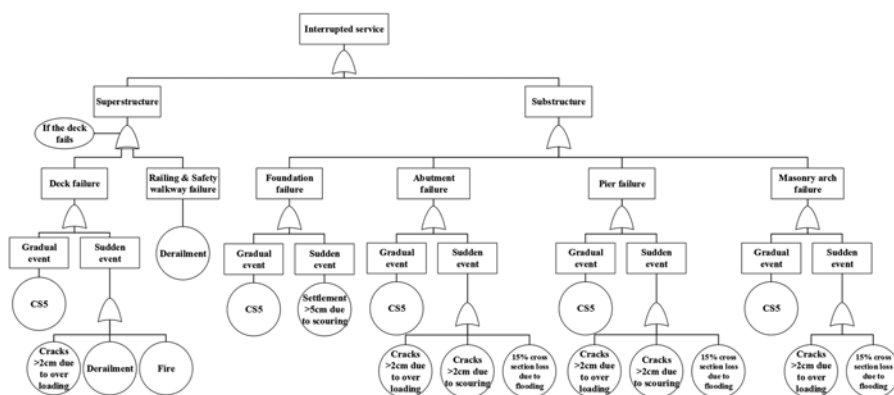 Interrupted service
Superstructure
Substructure
If the deck
fails
Deck failure
Railing & Safety
walkway failure
Foundation
failure
Abutment
failure
Pier failure
Masonry arch
failure
Gradual
event
Sudden
event
Derailment
Gradual
event
Sudden
event
Gradual
event
Sudden
event
Gradual
event
Sudden
event
Gradual
event
Sudden
event
CS5
CS5
Settlement
>5cm due to
scouring
CS5
CS5
CS5
Cracks
>2cm due to
over
loading
Derailment
Fire
Cracks
>2cm due to
over
loading
Cracks
>2cm due to
scouring
15% cross
section loss
due to
flooding
Cracks
>2cm due to
over
loading
Cracks
>2cm due to
scouring
15% cross
section loss
due to
flooding
Cracks
>2cm due to
over
loading
15% cross
section loss
due to
flooding